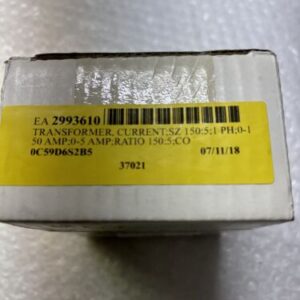 EA 2993610
TRANSFORMER, CURRENT;SZ 150:5;1 PH;0-1
50 AMP;0-5 AMP;RATIO 150:5;CO
0C59D6S2B5 07/11/18
37021